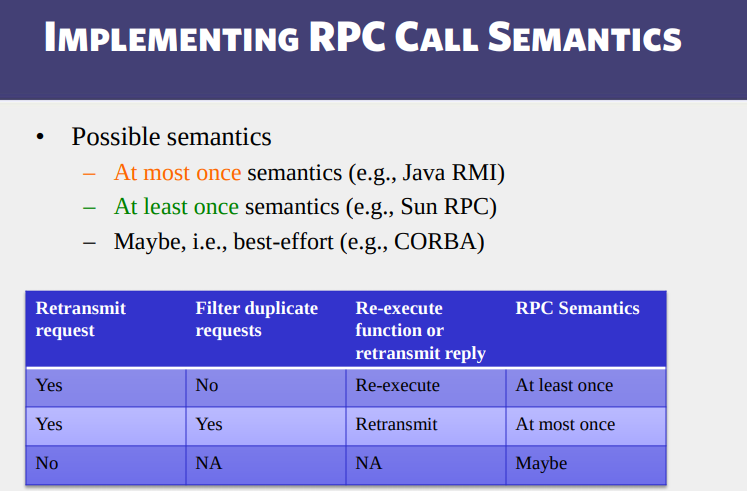 IMPLEMENTING RPC CALL SEMANTICS
• Possible semantics
– At most once semantics (e.g., Java RMI)
– At least once semantics (e.g., Sun RPC)
– Maybe, i.e., best-effort (e.g., CORBA)
Retransmit request Filter duplicate requests Re-execute function or retransmit reply RPC Semantics
Yes No Re-execute At least once
Yes Yes Retransmit At most once
No NA NA Maybe